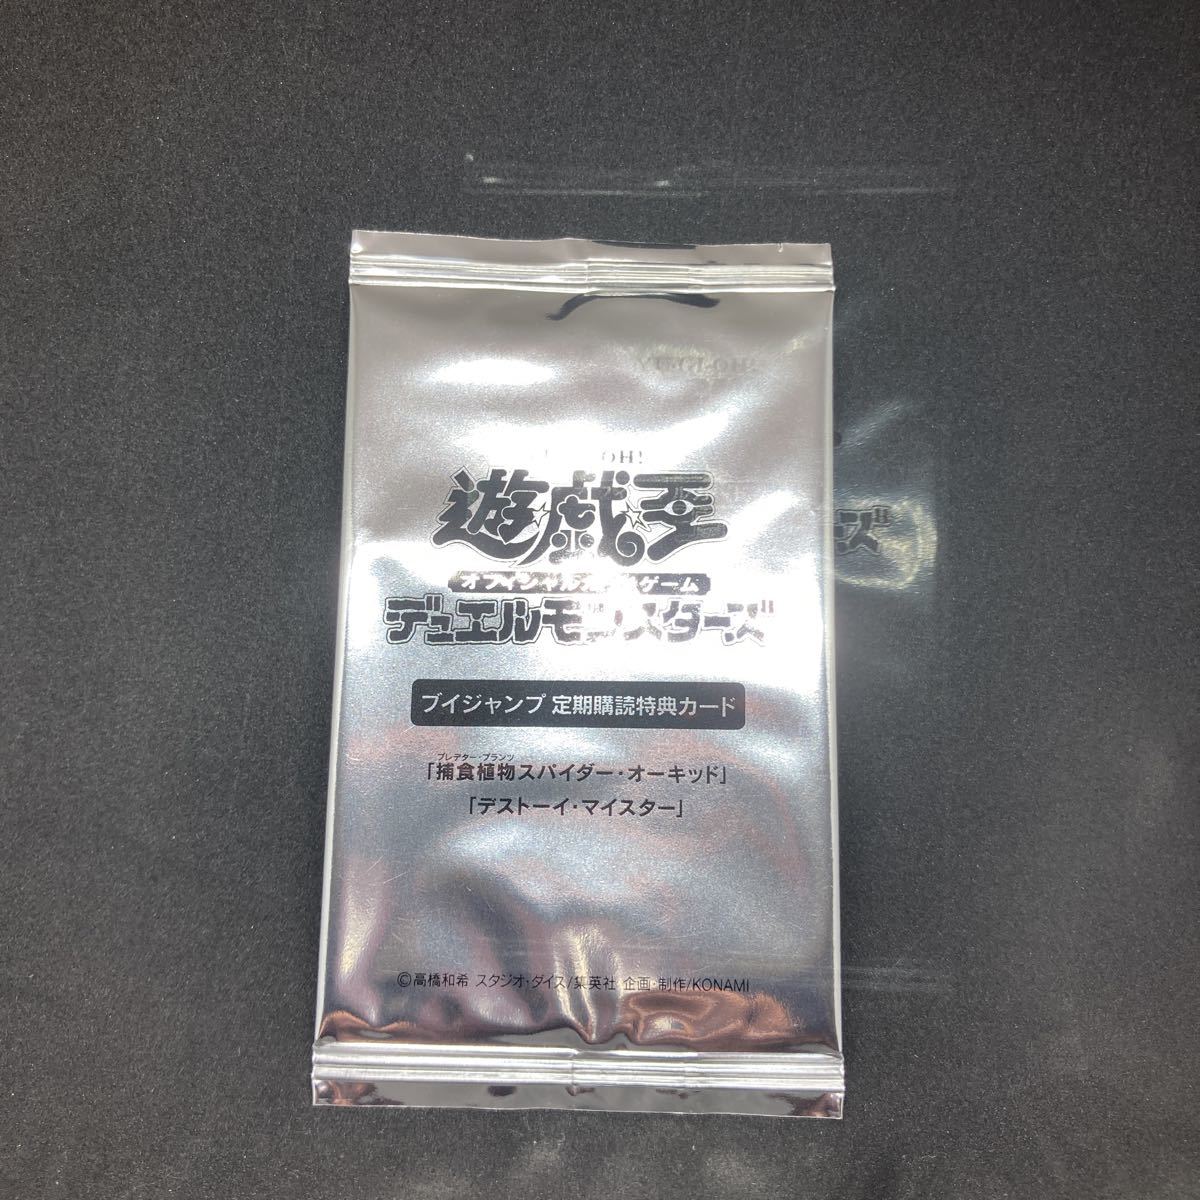 OH!
遊戯王
オフィシャルカードゲーム
デュエルモンスターズ
ブイジャンプ 定期購読特典カード
プレデター・プランツ
「捕食植物スパイダー・オーキッド」
「デストーイ・マイスター」
©高橋和希 スタジオ・ダイス/集英社 企画・制作/KONAMI